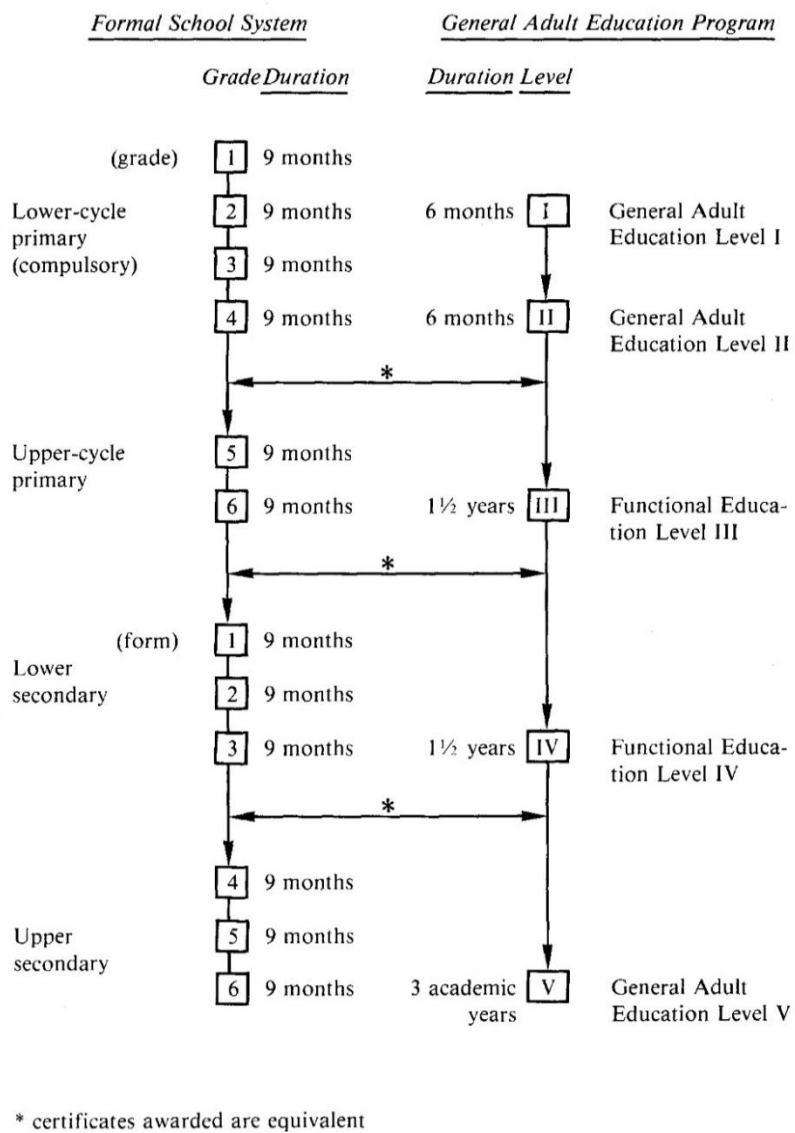 Formal School System General Adult Education Program
Grade Duration Duration Level
(grade) 1 9 months
Lower-cycle 2 9 months 6 months I General Adult
primary Education Level I
(compulsory) 3 9 months
4 9 months 6 months II General Adult
Education Level II
*
Upper-cycle 5 9 months
primary
6 9 months 1½ years III Functional Educa-
tion Level III
*
(form) 1 9 months
Lower
secondary 2 9 months
3 9 months 1½ years IV Functional Educa-
tion Level IV
*
4 9 months
Upper 5 9 months
secondary
6 9 months 3 academic V General Adult
years Education Level V
* certificates awarded are equivalent